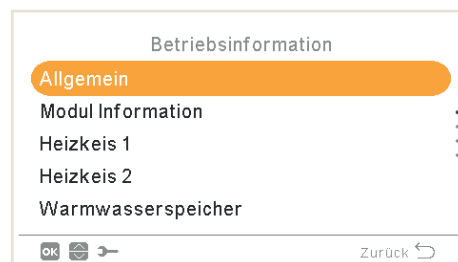 Betriebsinformation
Allgemein
Modul Information
Heizkeis 1
Heizkeis 2
Warmwasserspeicher
OK Zurück